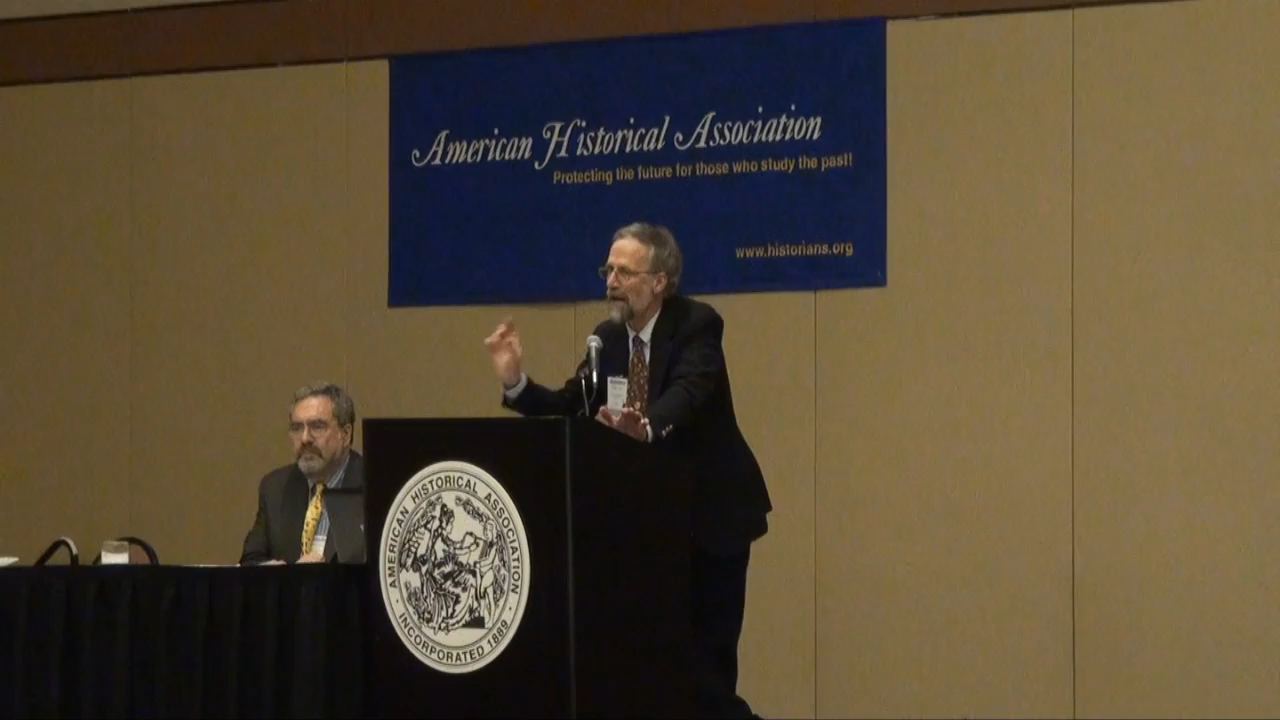 American Historical Association
Protecting the future for those who study the past!
www.historians.org
AMERICAN HISTORICAL ASSOCIATION
INCORPORATED 1889